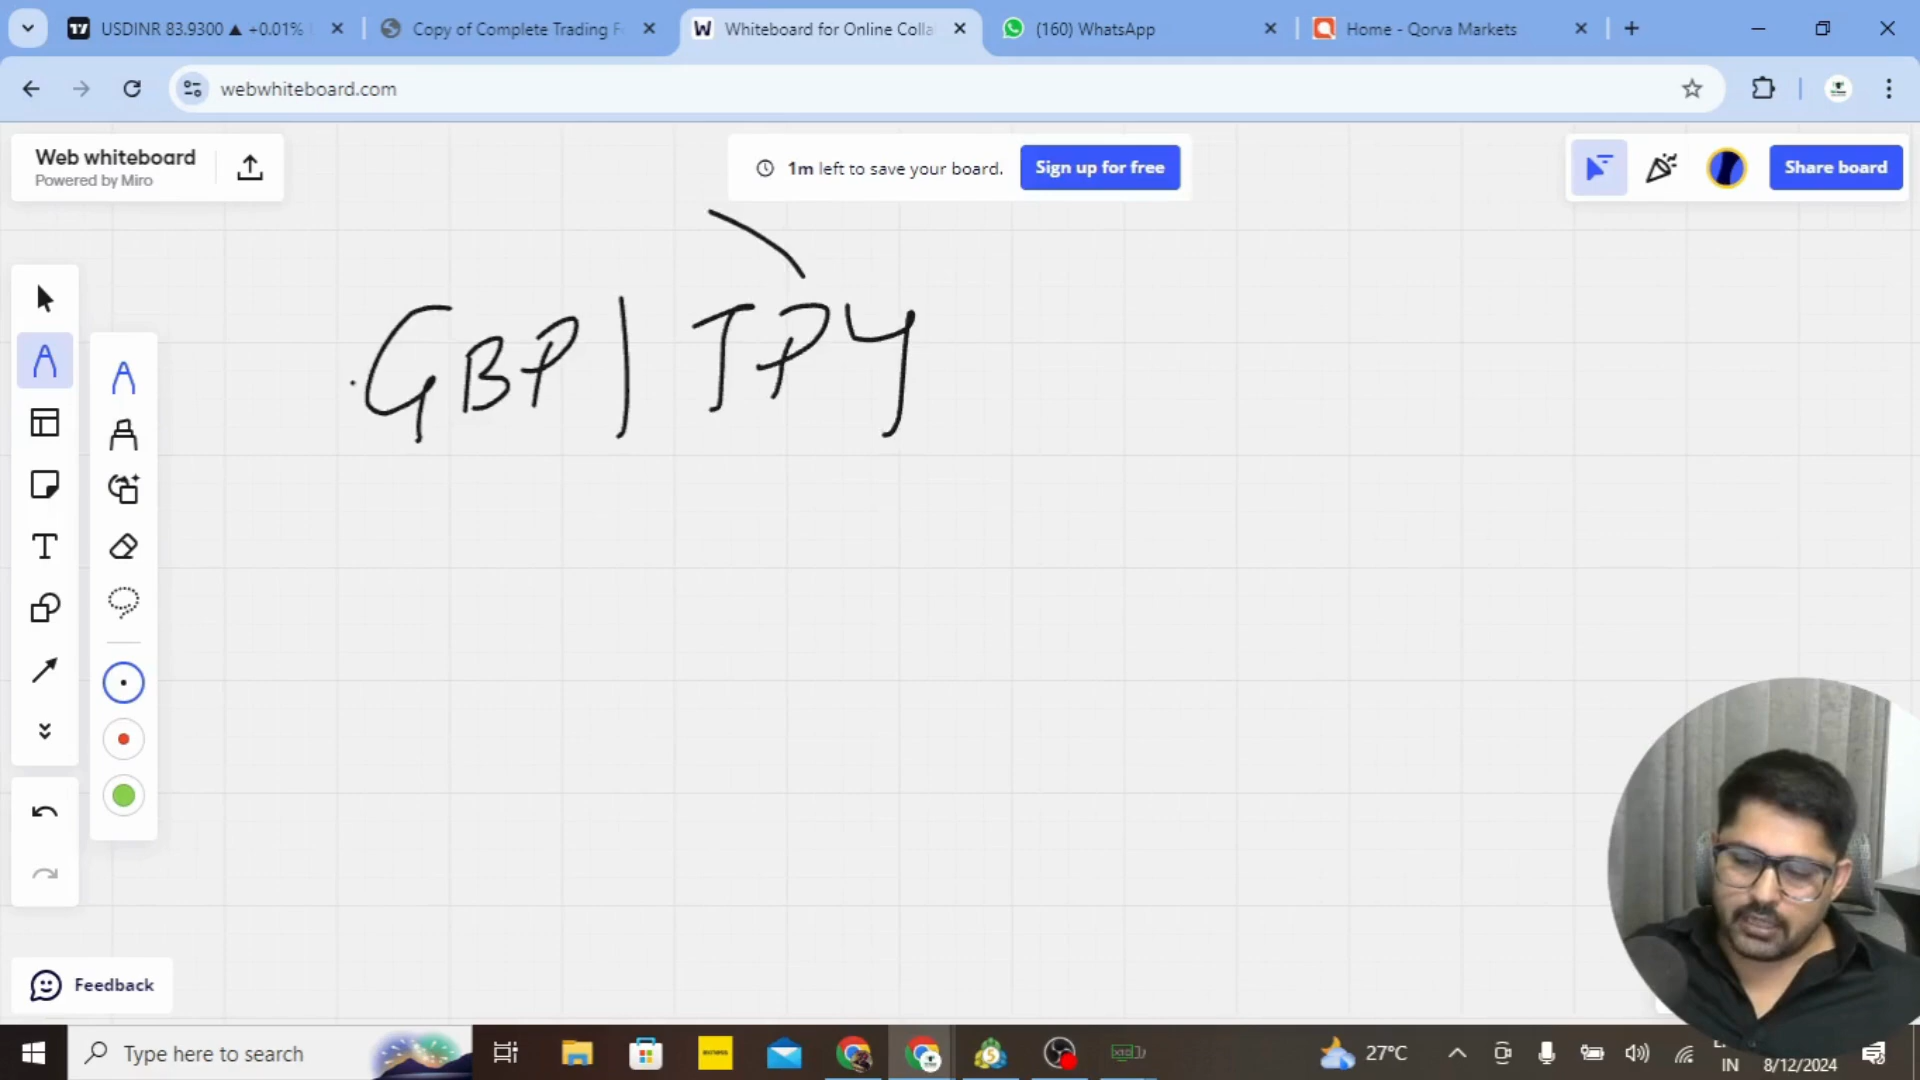 USDINR 83.9300 ▲ +0.01%
Copy of Complete Trading F
Whiteboard for Online Colla
(160) WhatsApp
Home - Qorva Markets
webwhiteboard.com
Web whiteboard
Powered by Miro
1m left to save your board.
Sign up for free
Share board
GBP | JPY
Feedback
Type here to search
27°C
IN
8/12/2024